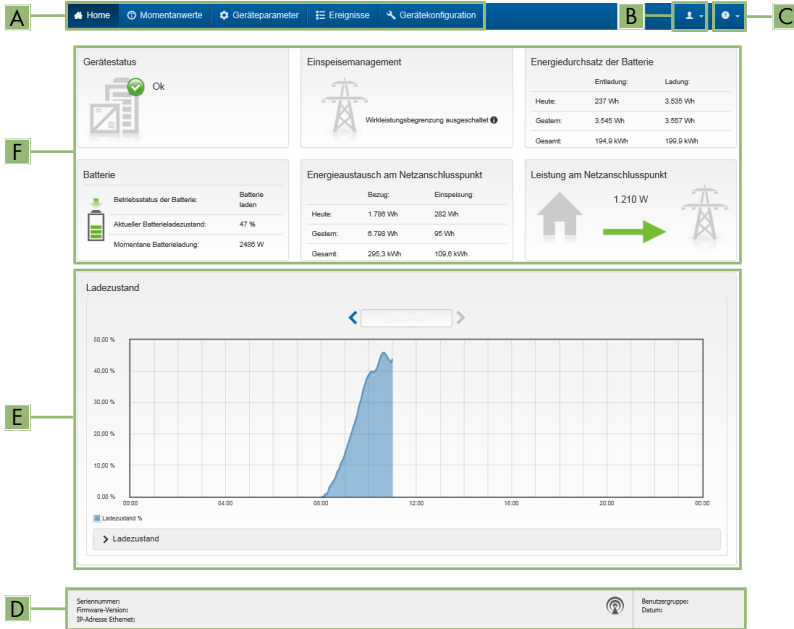 A
Home Momentanwerte Geräteparameter Ereignisse Gerätekonfiguration
B
C
Gerätestatus
Ok
Einspeisemanagement
Wirkleistungsbegrenzung ausgeschaltet
Energiedurchsatz der Batterie
Entladung: Ladung:
Heute: 237 Wh 3.535 Wh
Gestern: 3.545 Wh 3.557 Wh
Gesamt: 194,9 kWh 199,9 kWh
F
Batterie
Betriebsstatus der Batterie: Batterie laden
Aktueller Batterieladezustand: 47 %
Momentane Batterieladung: 2486 W
Energieaustausch am Netzanschlusspunkt
Bezug: Einspeisung:
Heute: 1.786 Wh 282 Wh
Gestern: 6.798 Wh 95 Wh
Gesamt: 295,3 kWh 109,6 kWh
Leistung am Netzanschlusspunkt
1.210 W
Ladezustand
50,00 %
40,00 %
30,00 %
20,00 %
10,00 %
0,00 %
00:00 04:00 08:00 12:00 16:00 20:00 00:00
Ladezustand %
Ladezustand
E
D
Seriennummer:
Firmware-Version:
IP-Adresse Ethernet:
Benutzergruppe:
Datum: